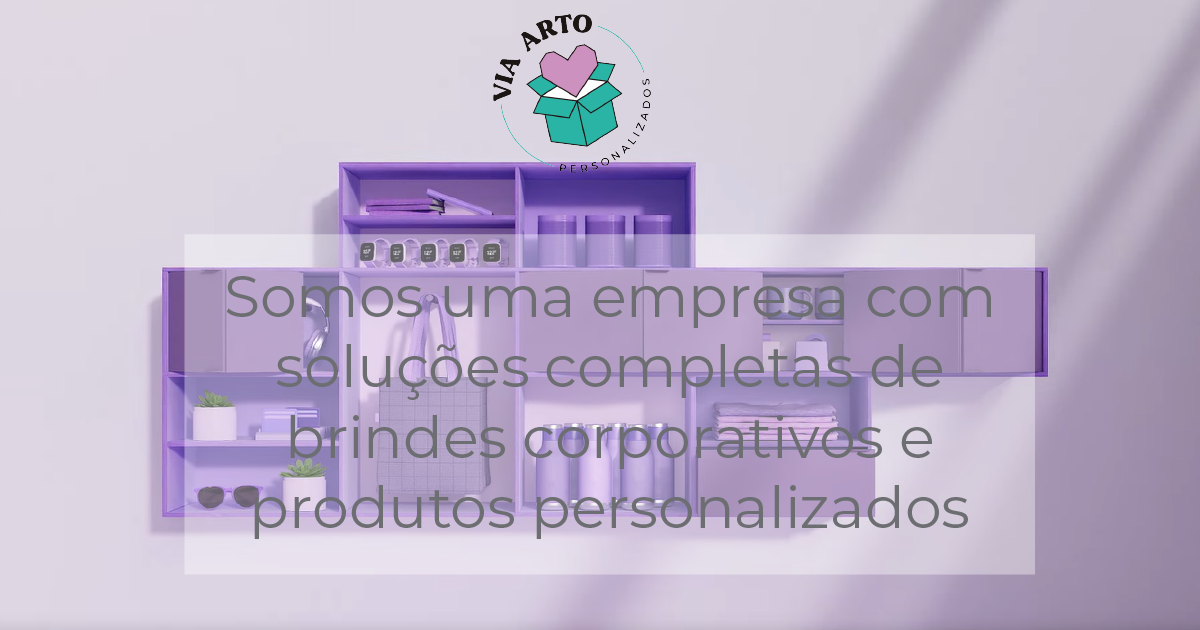 VIA ARTO
PERSONALIZADOS
Somos uma empresa com
soluções completas de
brindes corporativos e
produtos personalizados